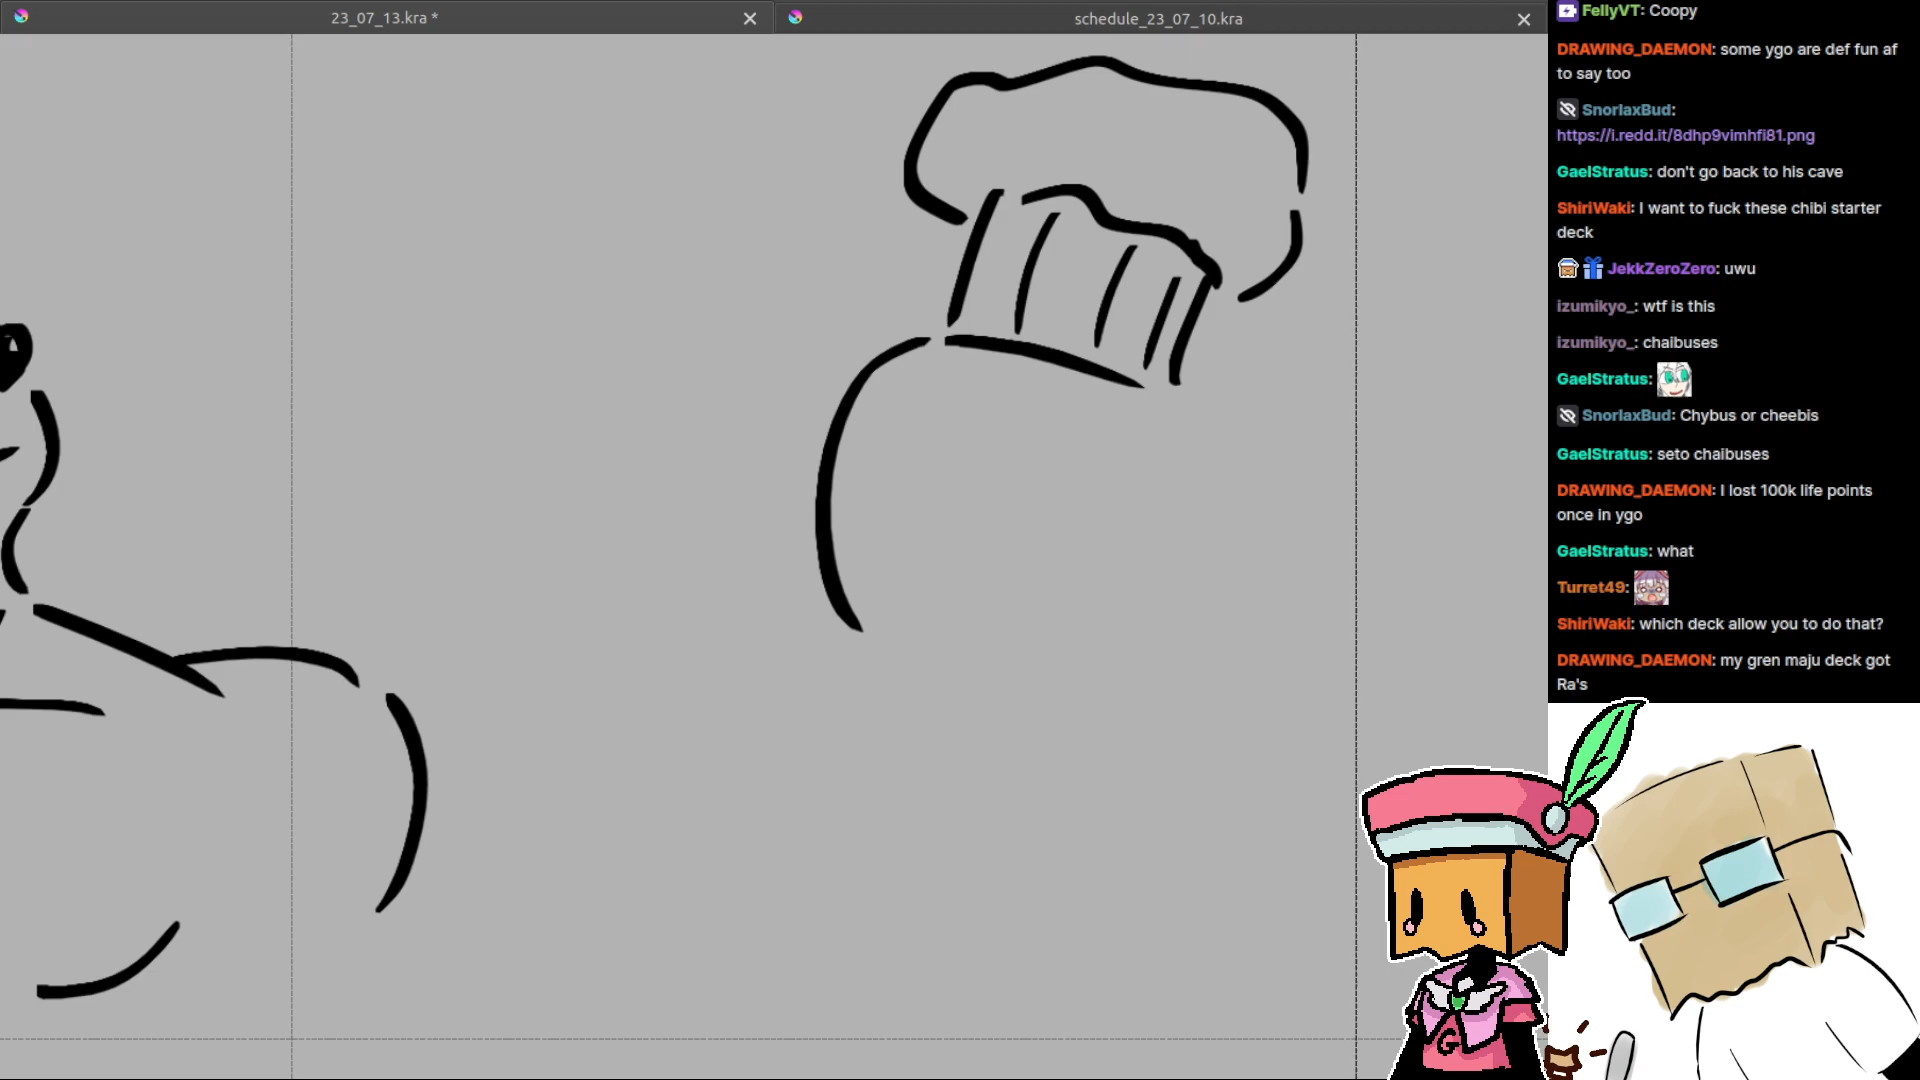 23_07_13.kra *
schedule_23_07_10.kra
FellyVT: Coopy
DRAWING_DAEMON: some ygo are def fun af
to say too
SnorlaxBud:
https://i.redd.it/8dhp9vimhfi81.png
GaelStratus: don't go back to his cave
ShiriWaki: I want to fuck these chibi starter
deck
JekkZeroZero: uwu
izumikyo_: wtf is this
izumikyo_: chaibuses
GaelStratus:
SnorlaxBud: Chybus or cheebis
GaelStratus: seto chaibuses
DRAWING_DAEMON: I lost 100k life points
once in ygo
GaelStratus: what
Turret49:
ShiriWaki: which deck allow you to do that?
DRAWING_DAEMON: my gren maju deck got
Ra's
G